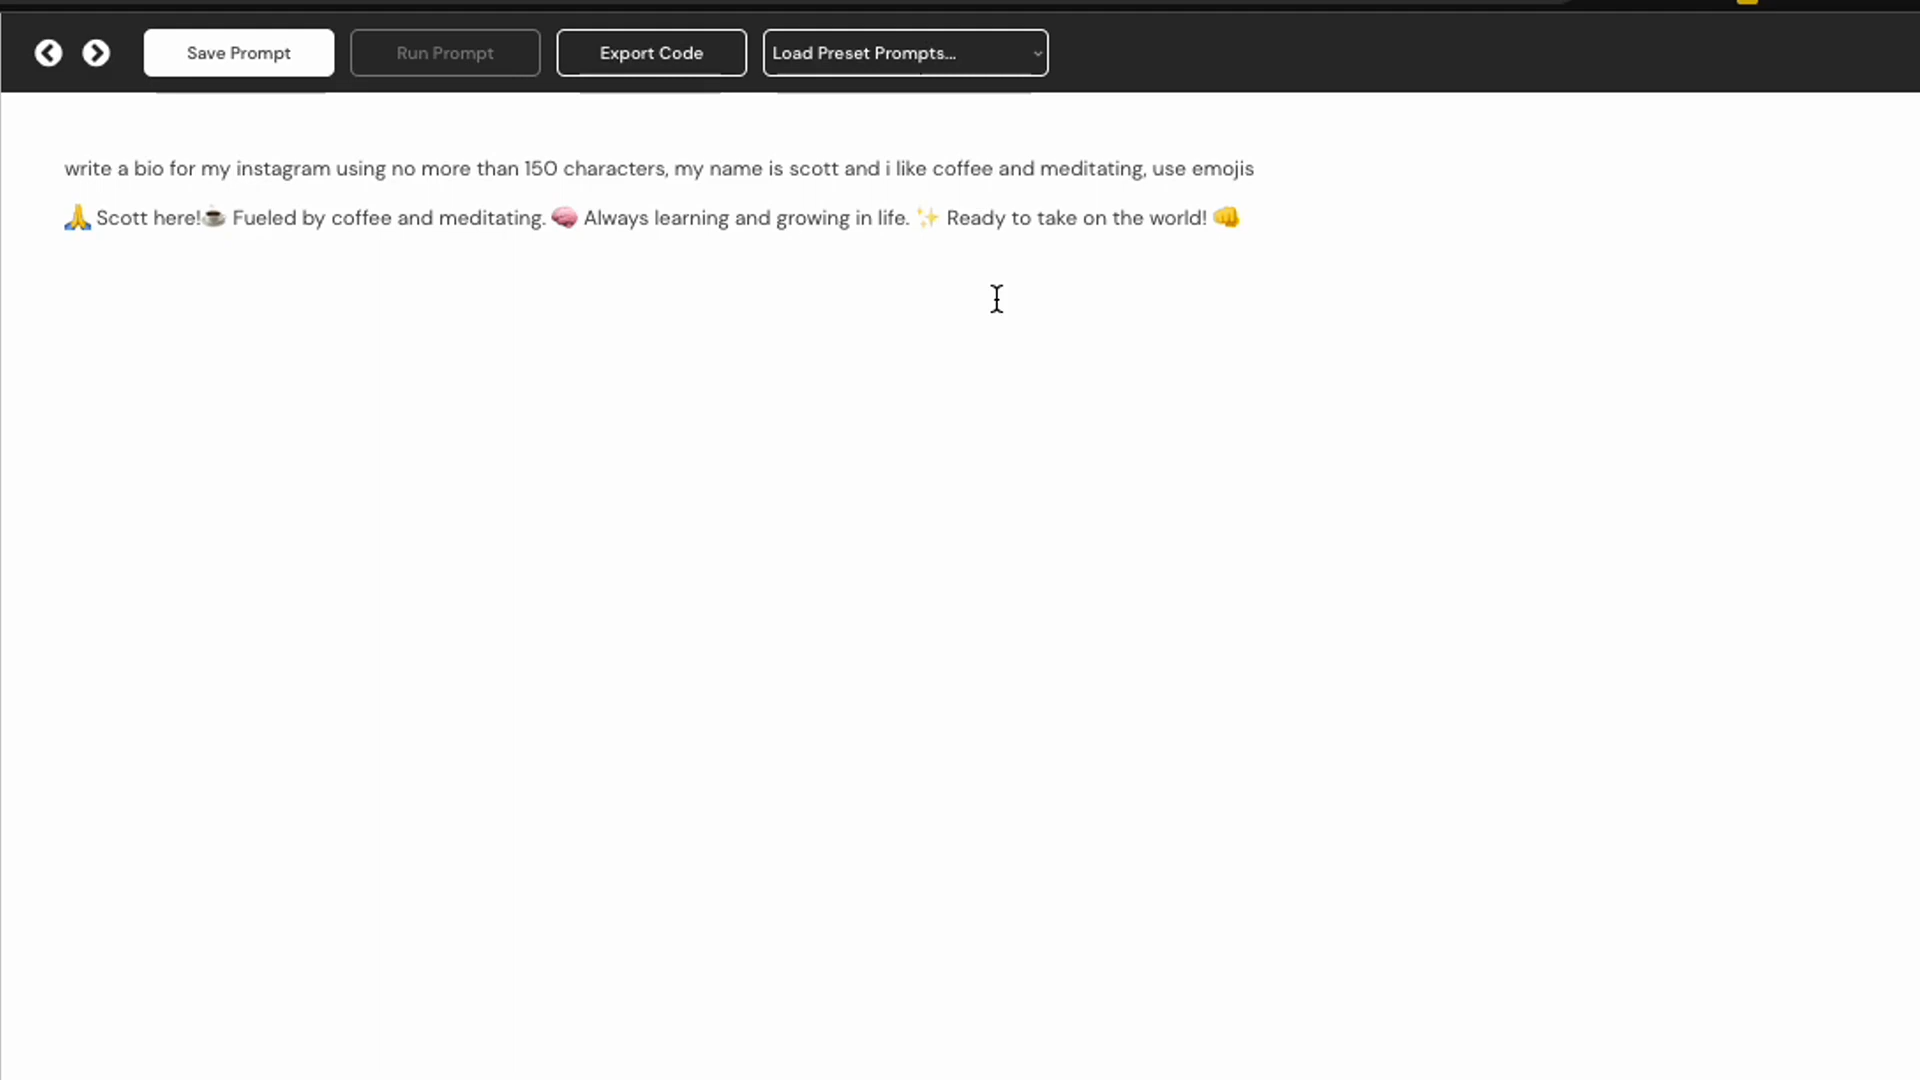 Save Prompt Run Prompt Export Code Load Preset Prompts...
write a bio for my instagram using no more than 150 characters, my name is scott and i like coffee and meditating, use emojis
🙏 Scott here!☕ Fueled by coffee and meditating. 🧠 Always learning and growing in life. ✨ Ready to take on the world! 👊